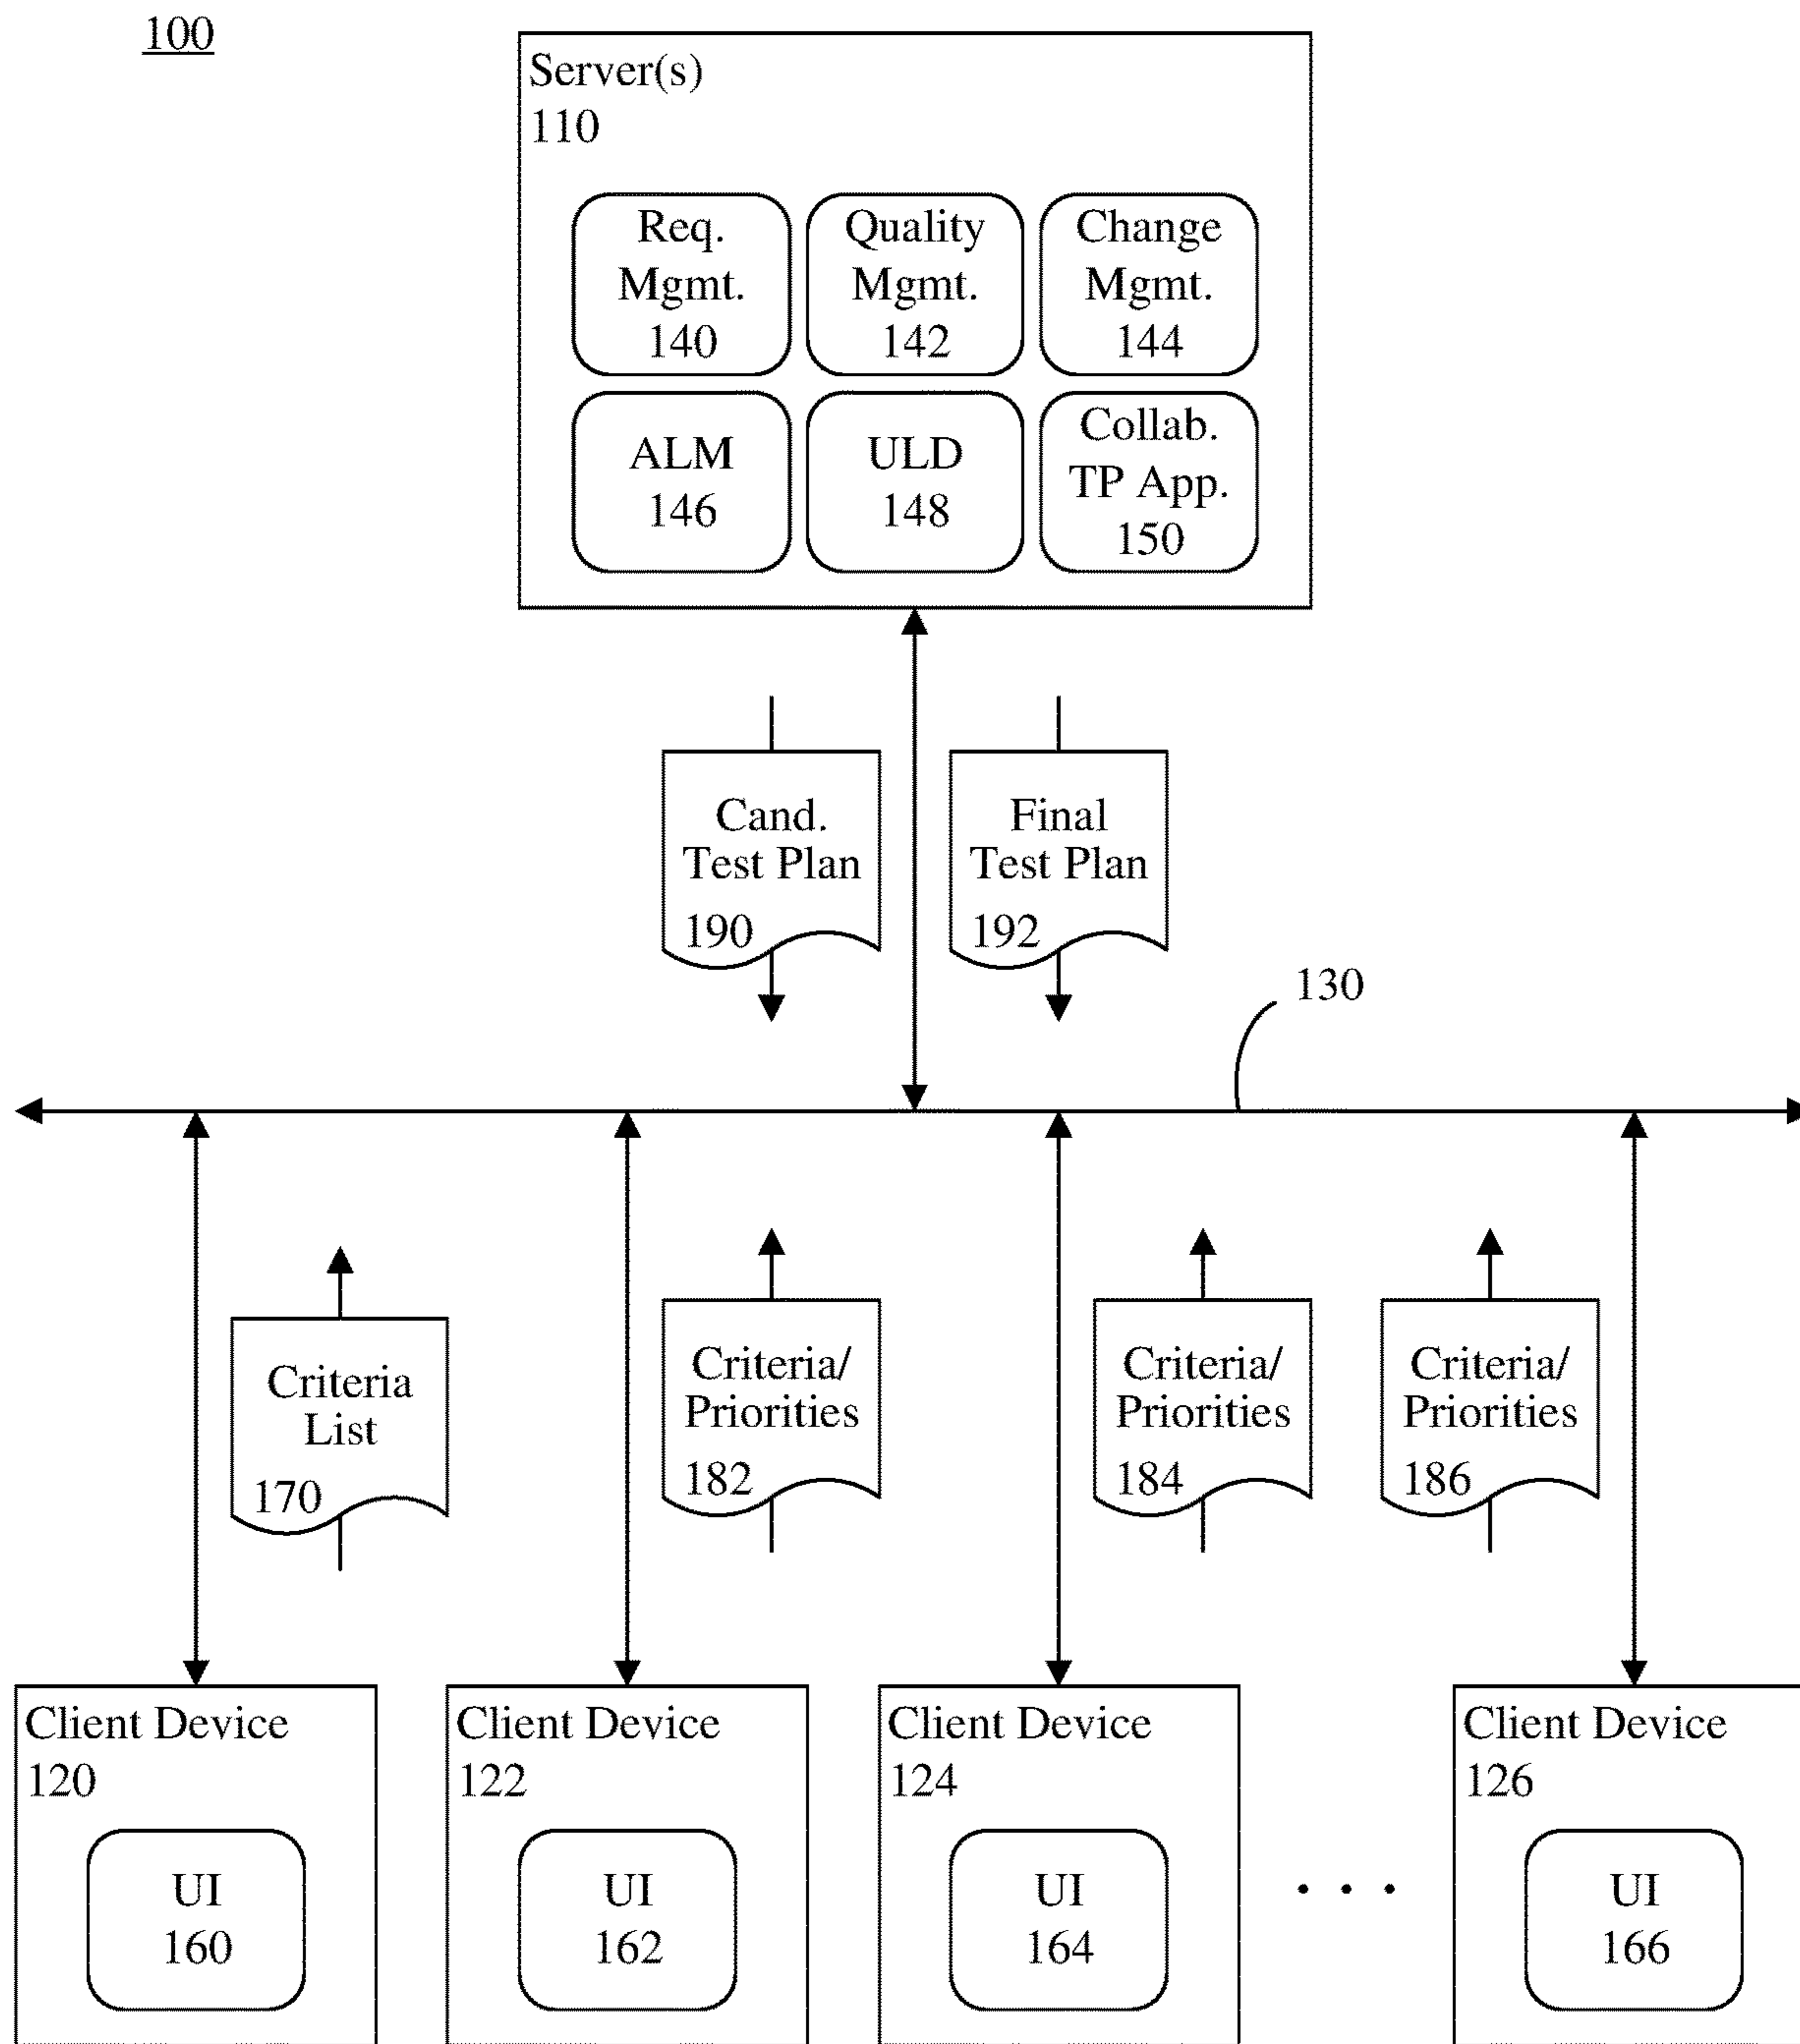 100
Server(s)
110
Req.
Mgmt.
140
Quality
Mgmt.
142
Change
Mgmt.
144
ALM
146
ULD
148
Collab.
TP App.
150
Cand.
Test Plan
190
Final
Test Plan
192
130
Criteria
List
170
Criteria/
Priorities
182
Criteria/
Priorities
184
Criteria/
Priorities
186
Client Device
120
UI
160
Client Device
122
UI
162
Client Device
124
UI
164
. . .
Client Device
126
UI
166